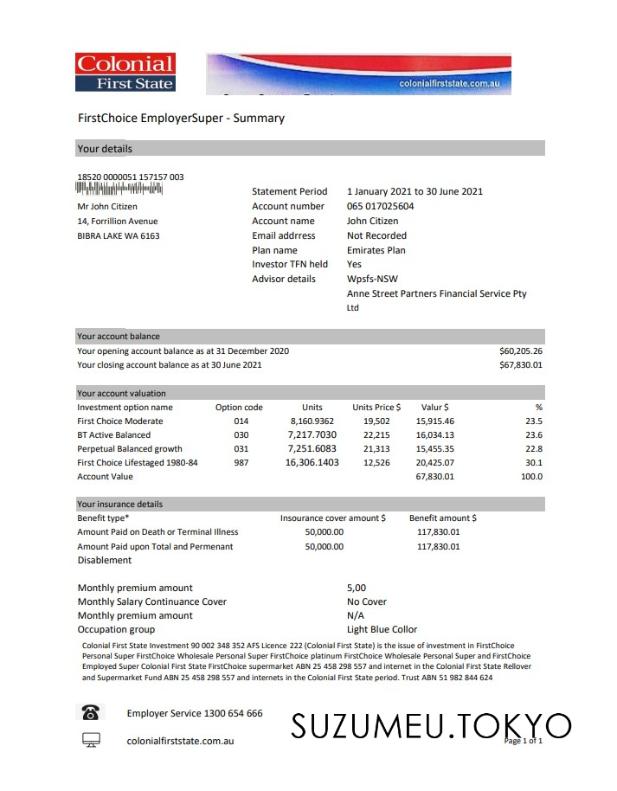 Colonial
First State
colonialfirststate.com.au
FirstChoice EmployerSuper - Summary
Your details
18520 0000051 157157 003
Statement Period 1 January 2021 to 30 June 2021
Mr John Citizen Account number 065 017025604
14, Forrillion Avenue Account name John Citizen
BIBRA LAKE WA 6163 Email addrress Not Recorded
Plan name Emirates Plan
Investor TFN held Yes
Advisor details Wpsfs-NSW
Anne Street Partners Financial Service Pty
Ltd
Your account balance
Your opening account balance as at 31 December 2020 $60,205.26
Your closing account balance as at 30 June 2021 $67,830.01
Your account valuation
Investment option name Option code Units Units Price $ Valur $ %
First Choice Moderate 014 8,160.9362 19,502 15,915.46 23.5
BT Active Balanced 030 7,217.7030 22,215 16,034.13 23.6
Perpetual Balanced growth 031 7,251.6083 21,313 15,455.35 22.8
First Choice Lifestaged 1980-84 987 16,306.1403 12,526 20,425.07 30.1
Account Value 67,830.01 100.0
Your insurance details
Benefit type* Insourance cover amount $ Benefit amount $
Amount Paid on Death or Terminal Illness 50,000.00 117,830.01
Amount Paid upon Total and Permenant 50,000.00 117,830.01
Disablement
Monthly premium amount 5,00
Monthly Salary Continuance Cover No Cover
Monthly premium amount N/A
Occupation group Light Blue Collor
Colonial First State Investment 90 002 348 352 AFS Licence 222 (Colonial First State) is the issue of investment in FirstChoice
Personal Super FirstChoice Wholesale Personal Super FirstChoice platinum FirstChoice Wholesale Personal Super and FirstChoice
Employed Super Colonial First State FirstChoice supermarket ABN 25 458 298 557 and internet in the Colonial First State Rellover
and Supermarket Fund ABN 25 458 298 557 and internets in the Colonial First State period. Trust ABN 51 982 844 624
Employer Service 1300 654 666
SUZUMEU.TOKYO
colonialfirststate.com.au Page 1 of 1